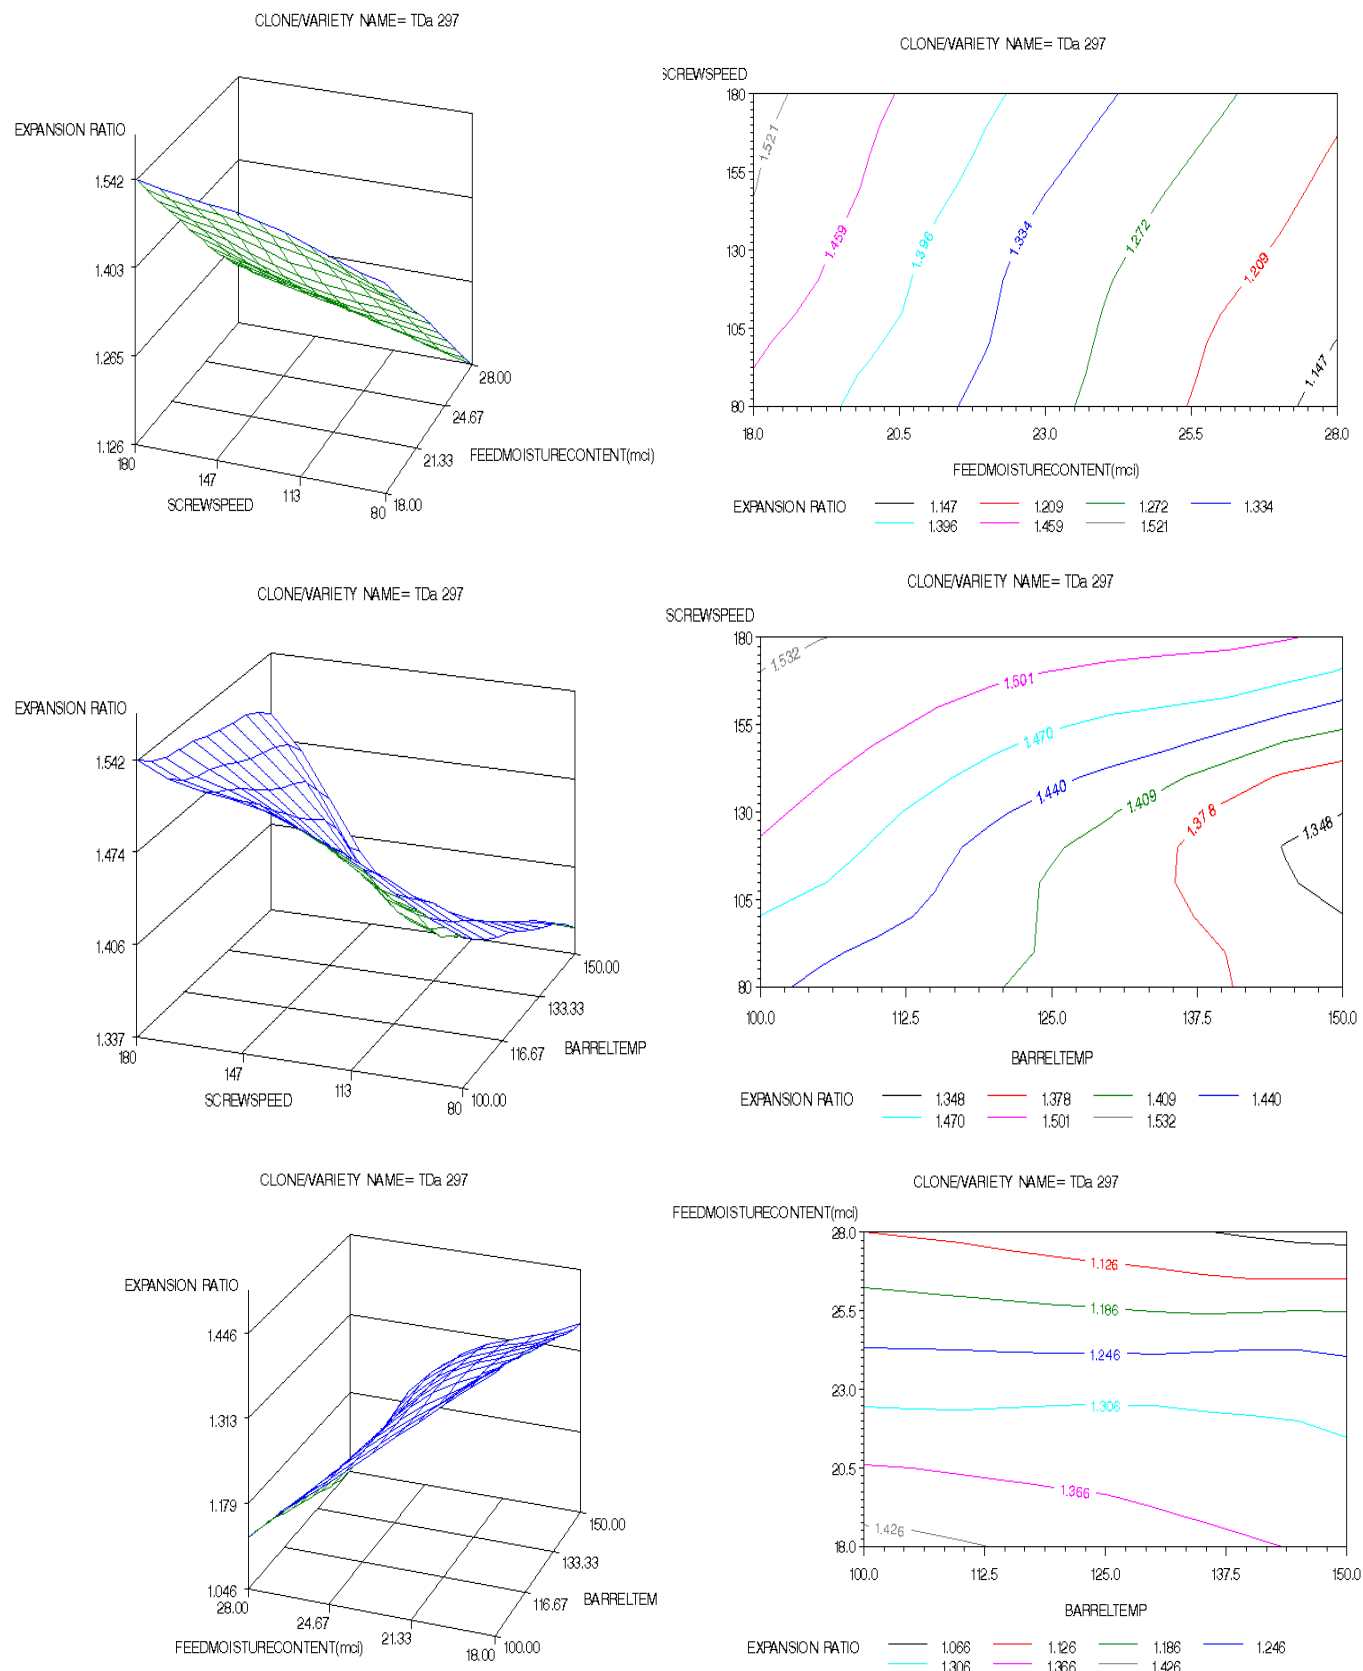 CLONE/VARIETY NAME= TDa 297
EXPANSION RATIO
1.542
1.403
1.265
1.126
180
147
113
80
SCREWSPEED
28.00
24.67
21.33
18.00
FEEDMOISTURECONTENT(mci)
CLONE/VARIETY NAME= TDa 297
SCREWSPEED
180
155
130
105
80
1.521
1.459
1.396
1.334
1.272
1.209
1.147
18.0 20.5 23.0 25.5 28.0
FEEDMOISTURECONTENT(mci)
EXPANSION RATIO 1.147 1.209 1.272 1.334
1.396 1.459 1.521
CLONE/VARIETY NAME= TDa 297
EXPANSION RATIO
1.542
1.474
1.406
1.337
180
147
113
80
SCREWSPEED
150.00
133.33
116.67
100.00
BARRELTEMP
CLONE/VARIETY NAME= TDa 297
SCREWSPEED
180
155
130
105
80
1.532
1.501
1.470
1.440
1.409
1.378
1.348
100.0 112.5 125.0 137.5 150.0
BARRELTEMP
EXPANSION RATIO 1.348 1.378 1.409 1.440
1.470 1.501 1.532
CLONE/VARIETY NAME= TDa 297
EXPANSION RATIO
1.446
1.313
1.179
1.046
28.00
24.67
21.33
18.00
FEEDMOISTURECONTENT(mci)
150.00
133.33
116.67
100.00
BARRELTEM
CLONE/VARIETY NAME= TDa 297
FEEDMOISTURECONTENT(mci)
28.0
25.5
23.0
20.5
18.0
1.126
1.186
1.246
1.306
1.366
1.426
100.0 112.5 125.0 137.5 150.0
BARRELTEMP
EXPANSION RATIO 1.066 1.126 1.186 1.246
1.306 1.366 1.426